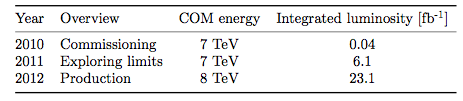 Year Overview COM energy Integrated luminosity [fb-1]
2010 Commissioning 7 TeV 0.04
2011 Exploring limits 7 TeV 6.1
2012 Production 8 TeV 23.1